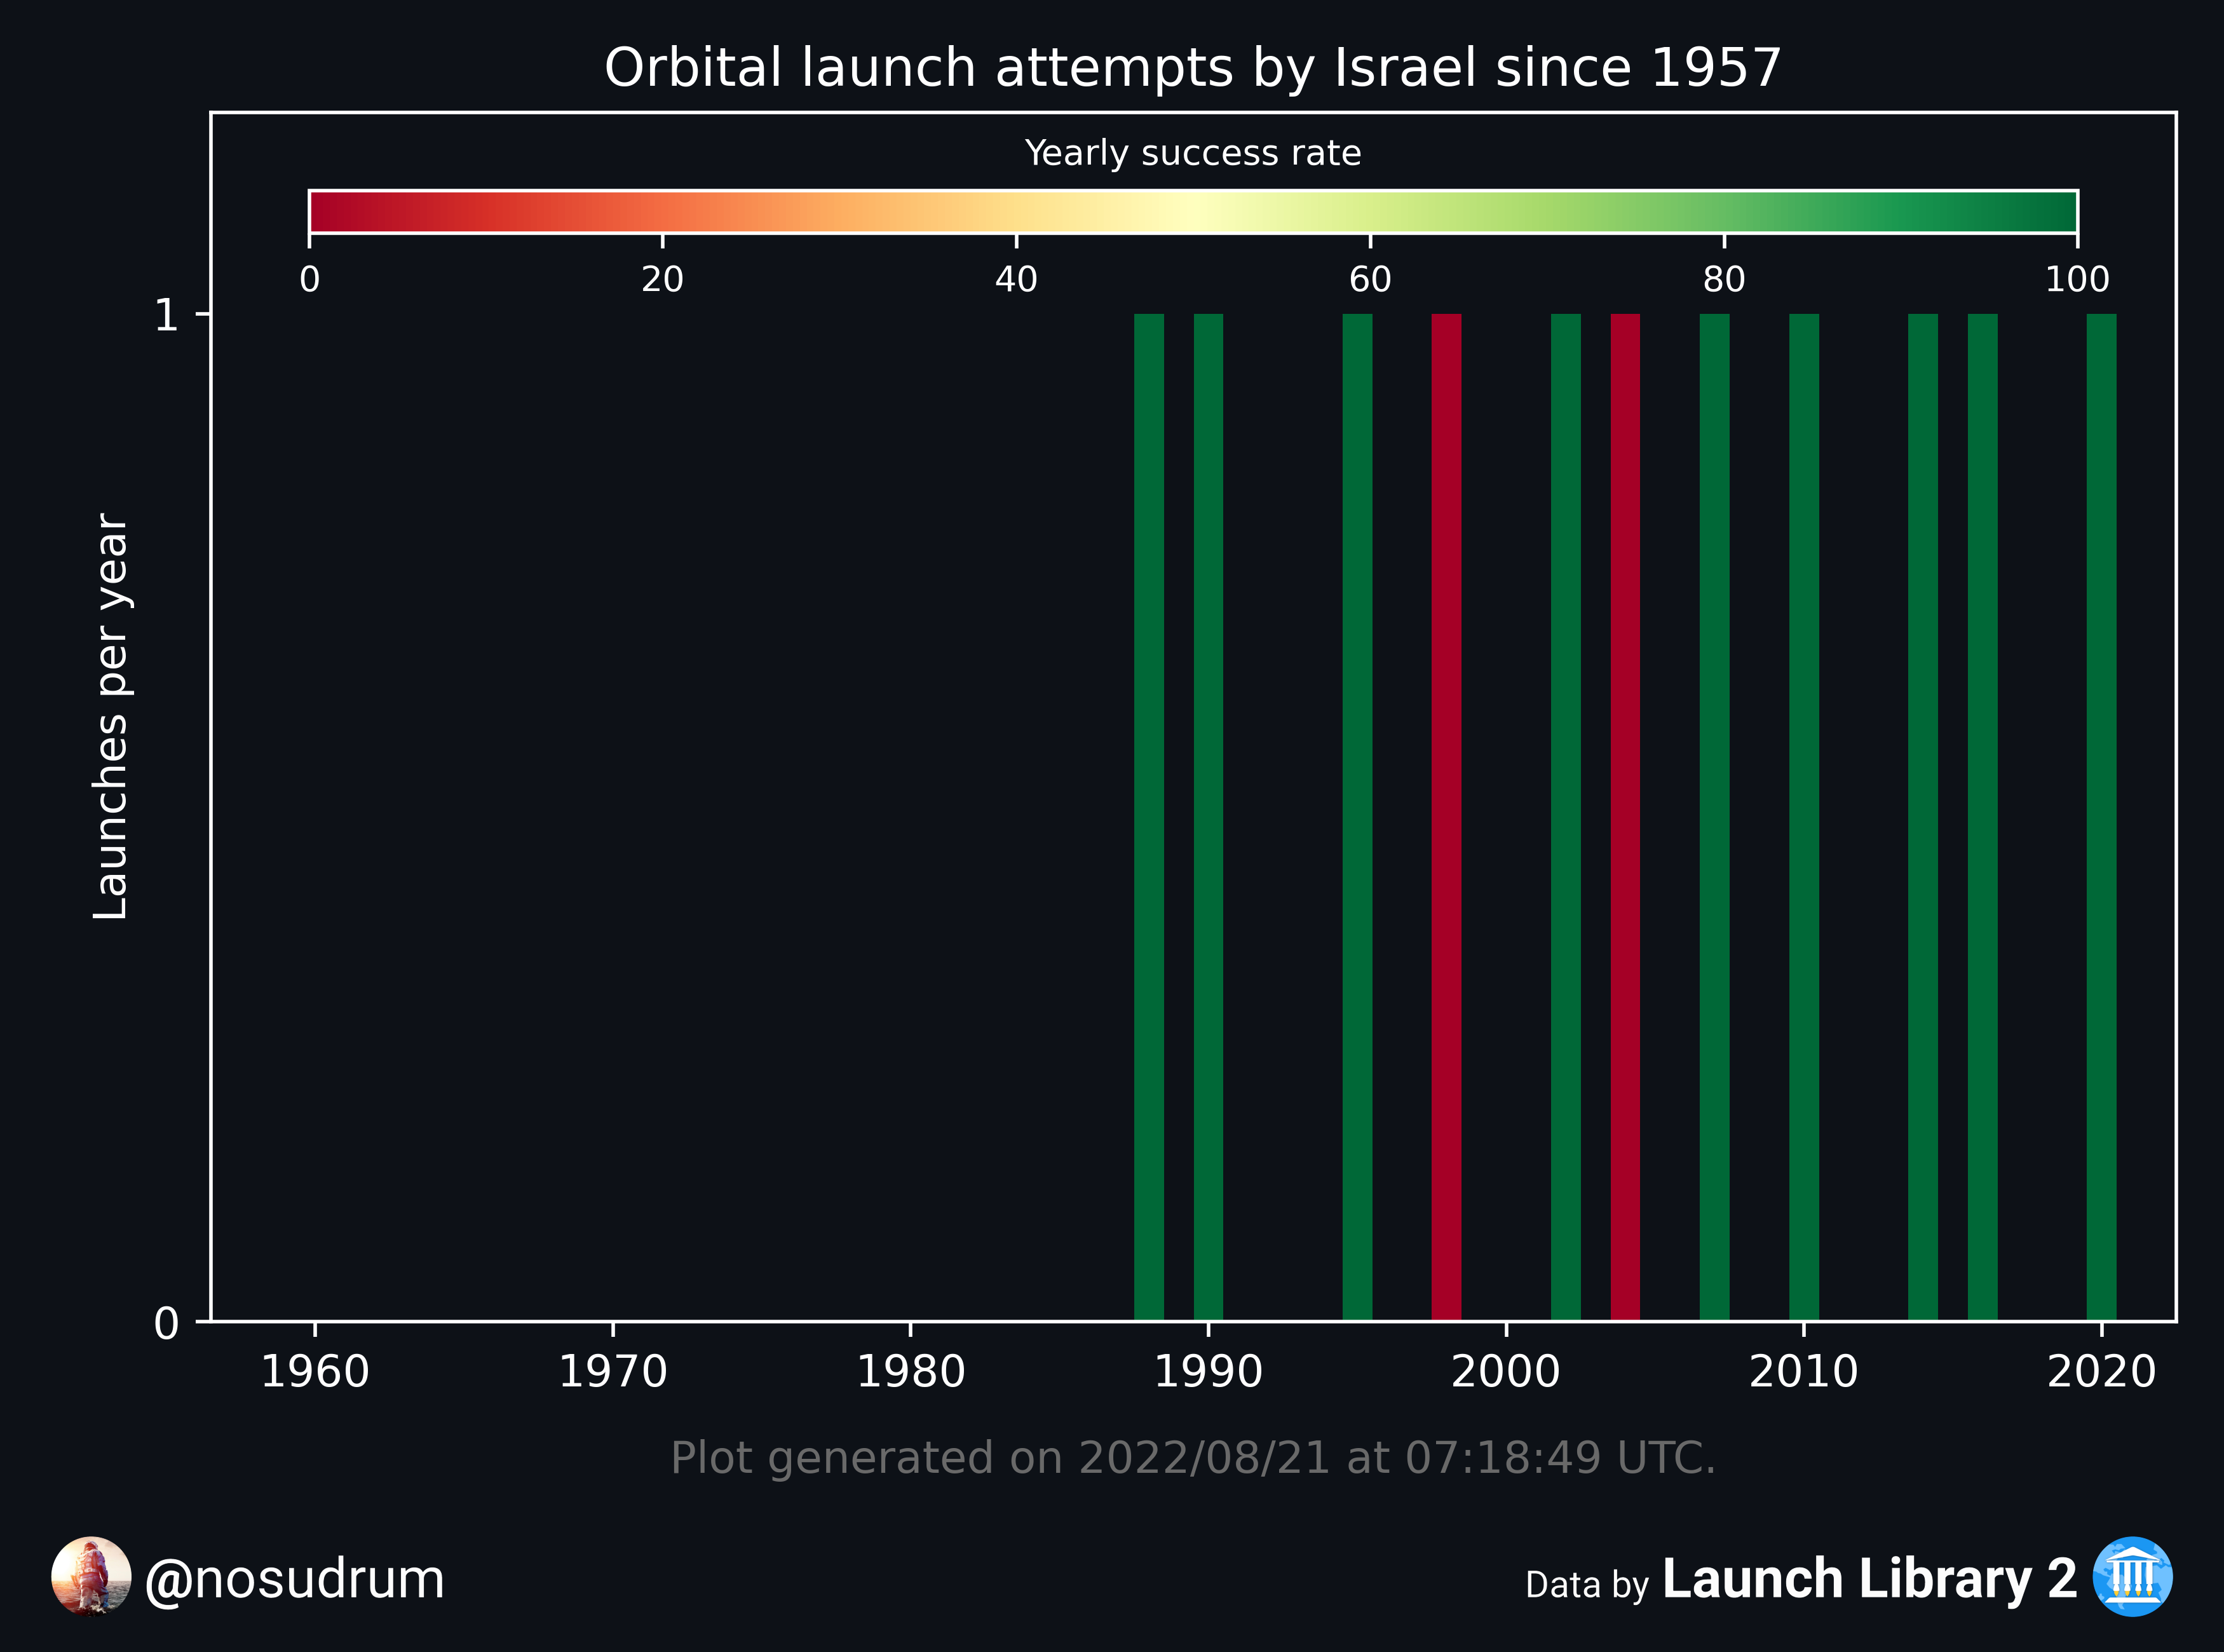 Orbital launch attempts by Israel since 1957
Yearly success rate
0 20 40 60 80 100
1
Launches per year
0
1960 1970 1980 1990 2000 2010 2020
Plot generated on 2022/08/21 at 07:18:49 UTC.
@nosudrum
Data by Launch Library 2